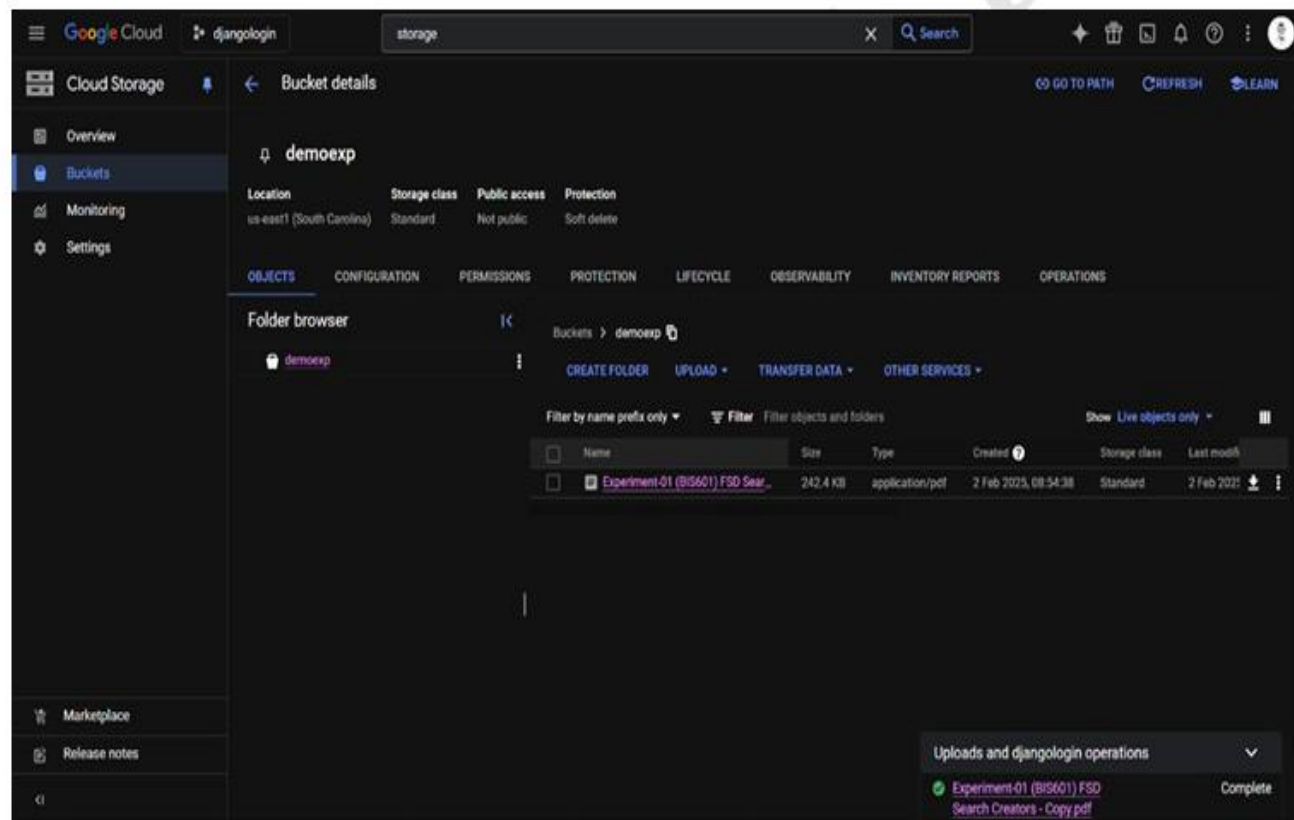 Google Cloud djangologin storage Search
Cloud Storage Bucket details GO TO PATH REFRESH LEARN
Overview
Buckets
Monitoring
Settings
demoexp
Location Storage class Public access Protection
us-east1 (South Carolina) Standard Not public Soft delete
OBJECTS CONFIGURATION PERMISSIONS PROTECTION LIFECYCLE OBSERVABILITY INVENTORY REPORTS OPERATIONS
Folder browser
demoexp
Buckets > demoexp
CREATE FOLDER UPLOAD TRANSFER DATA OTHER SERVICES
Filter by name prefix only Filter Filter objects and folders Show Live objects only
Name Size Type Created Storage class Last modifi
Experiment-01 (BIS601) FSD Sear... 242.4 KB application/pdf 2 Feb 2025, 08:54:38 Standard 2 Feb 202
Marketplace
Release notes
Uploads and djangologin operations
Experiment-01 (BIS601) FSD Complete
Search Creators - Copy.pdf